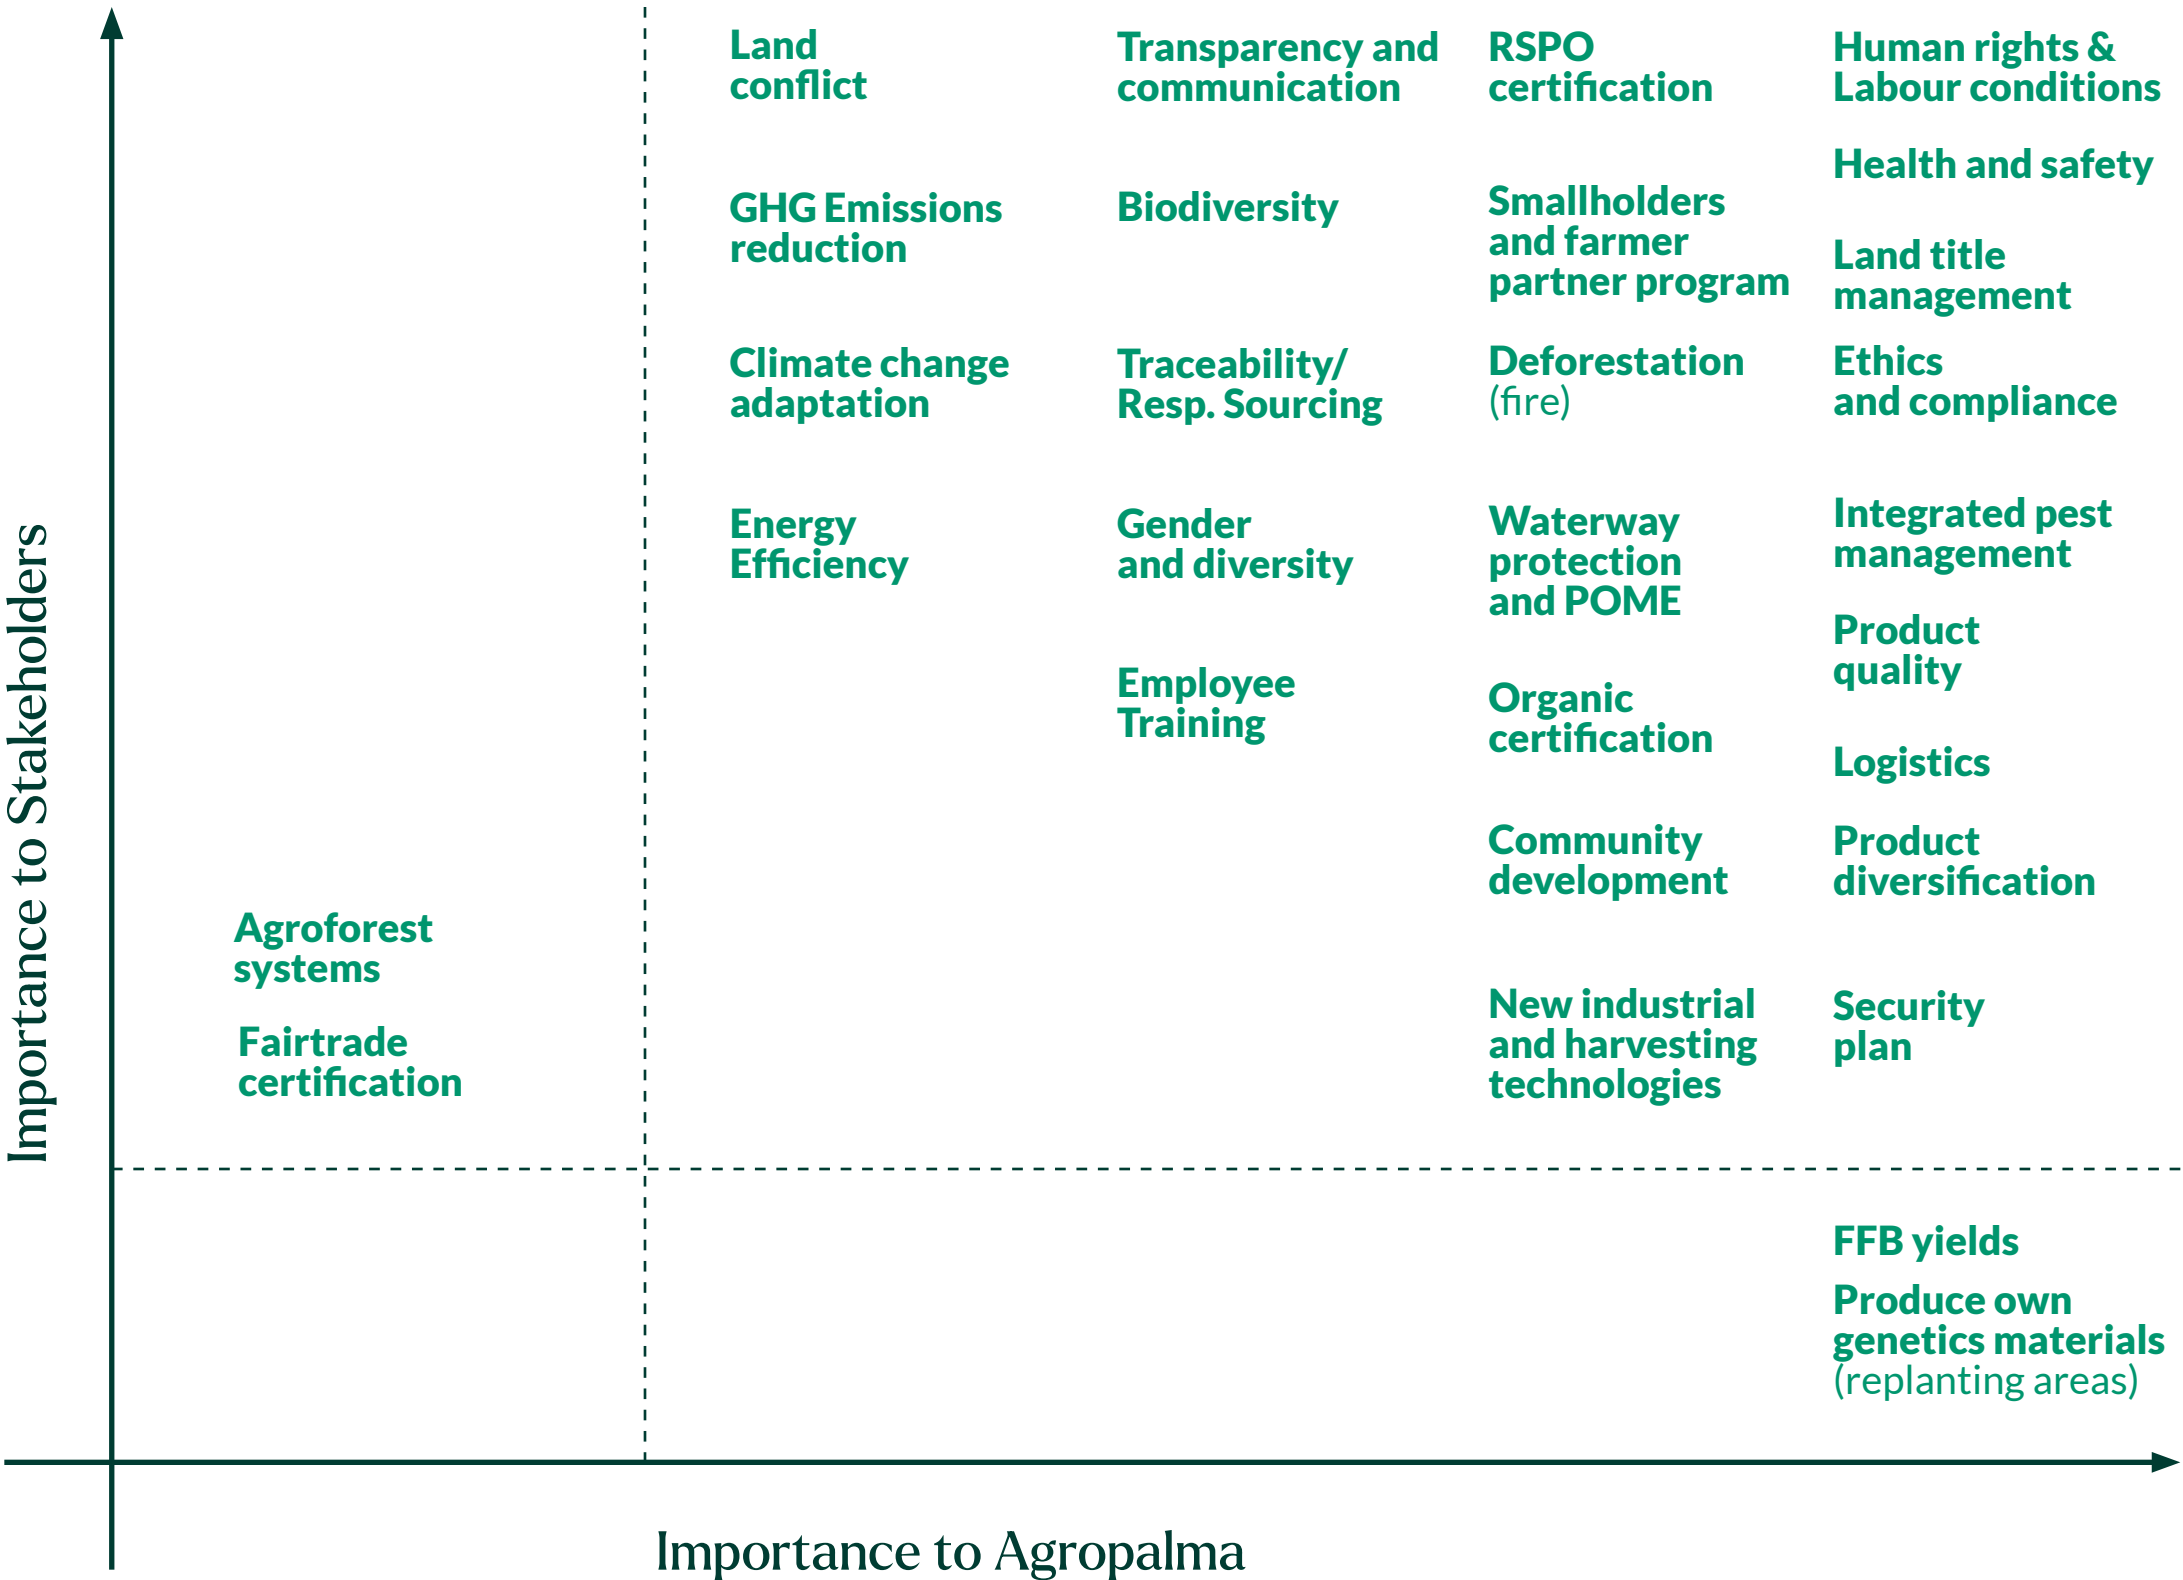 Importance to Stakeholders
Land
conflict
GHG Emissions
reduction
Climate change
adaptation
Energy
Efficiency
Transparency and
communication
Biodiversity
Traceability/
Resp. Sourcing
Gender
and diversity
Employee
Training
RSPO
certification
Smallholders
and farmer
partner program
Deforestation
(fire)
Waterway
protection
and POME
Organic
certification
Community
development
New industrial
and harvesting
technologies
Human rights &
Labour conditions
Health and safety
Land title
management
Ethics
and compliance
Integrated pest
management
Product
quality
Logistics
Product
diversification
Security
plan
Agroforest
systems
Fairtrade
certification
FFB yields
Produce own
genetics materials
(replanting areas)
Importance to Agropalma